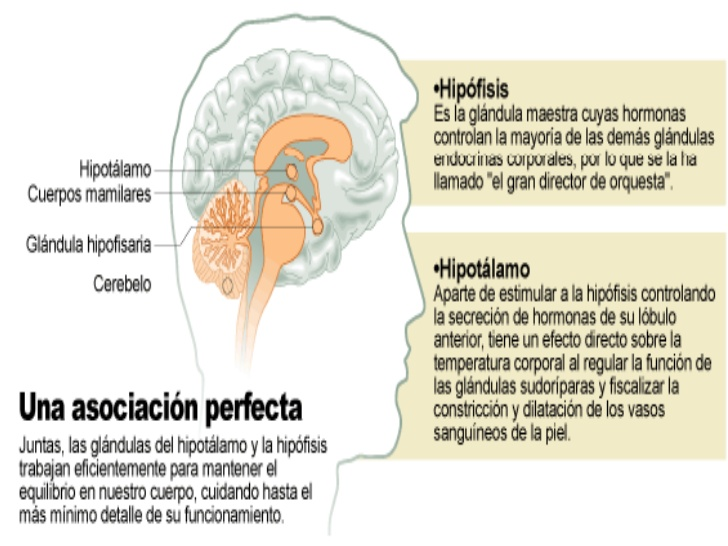 •Hipófisis
Es la glándula maestra cuyas hormonas
controlan la mayoría de las demás glándulas
endocrinas corporales, por lo que se la ha
llamado "el gran director de orquesta".
Hipotálamo
Cuerpos mamilares
Glándula hipofisaria
Cerebelo
•Hipotálamo
Aparte de estimular a la hipófisis controlando
la secreción de hormonas de su lóbulo
anterior, tiene un efecto directo sobre la
temperatura corporal al regular la función de
las glándulas sudoríparas y fiscalizar la
constricción y dilatación de los vasos
sanguíneos de la piel.
Una asociación perfecta
Juntas, las glándulas del hipotálamo y la hipófisis
trabajan eficientemente para mantener el
equilibrio en nuestro cuerpo, cuidando hasta el
más mínimo detalle de su funcionamiento.